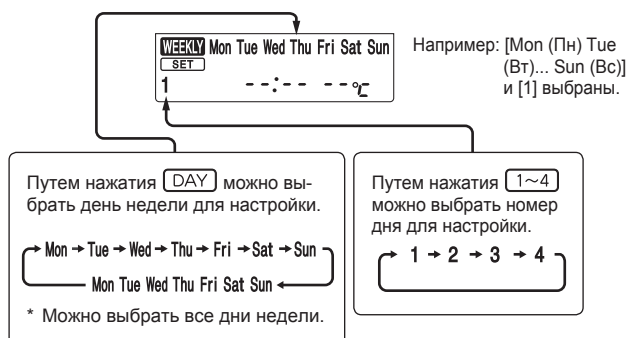 WEEKLY Mon Tue Wed Thu Fri Sat Sun
SET
1 --:-- --°C
Например: [Mon (Пн) Tue
(Вт)... Sun (Вс)]
и [1] выбраны.
Путем нажатия DAY можно вы-
брать день недели для настройки.
Mon → Tue → Wed → Thu → Fri → Sat → Sun
Mon Tue Wed Thu Fri Sat Sun
* Можно выбрать все дни недели.
Путем нажатия 1~4
можно выбрать номер
дня для настройки.
1 → 2 → 3 → 4